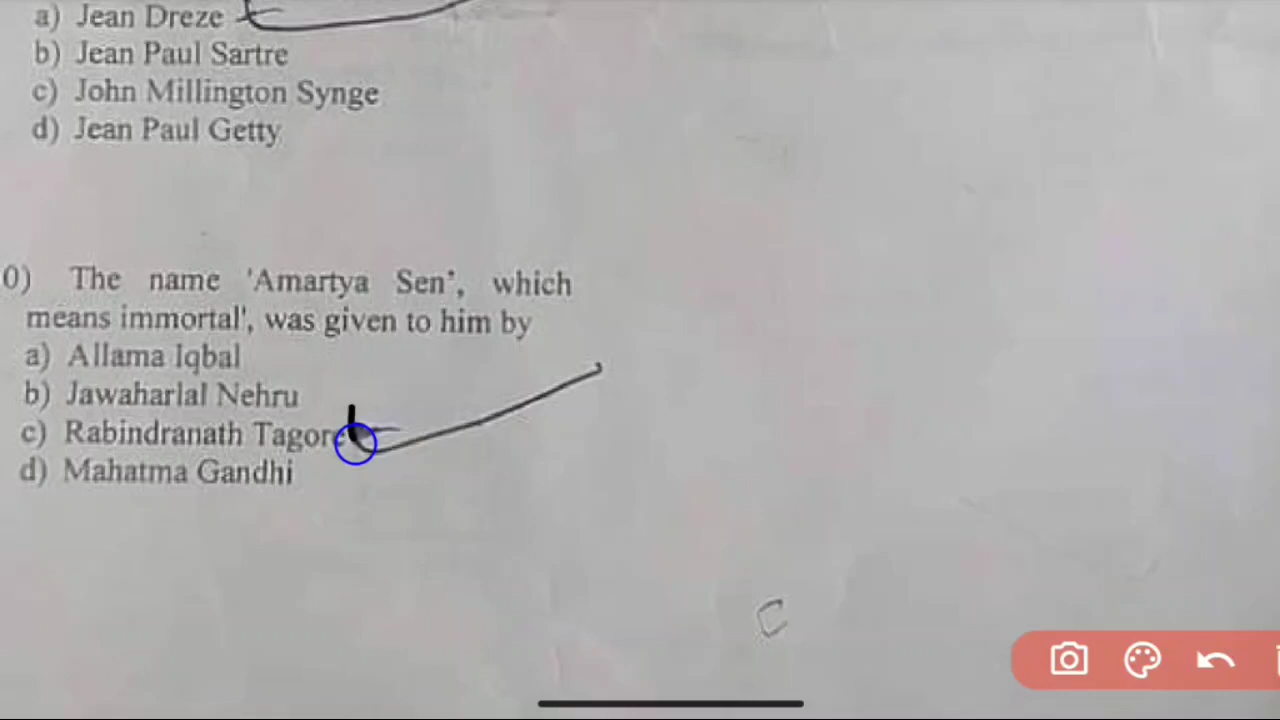 a) Jean Dreze
b) Jean Paul Sartre
c) John Millington Synge
d) Jean Paul Getty
0) The name 'Amartya Sen', which
means immortal', was given to him by
a) Allama Iqbal
b) Jawaharlal Nehru
c) Rabindranath Tagore
d) Mahatma Gandhi
C